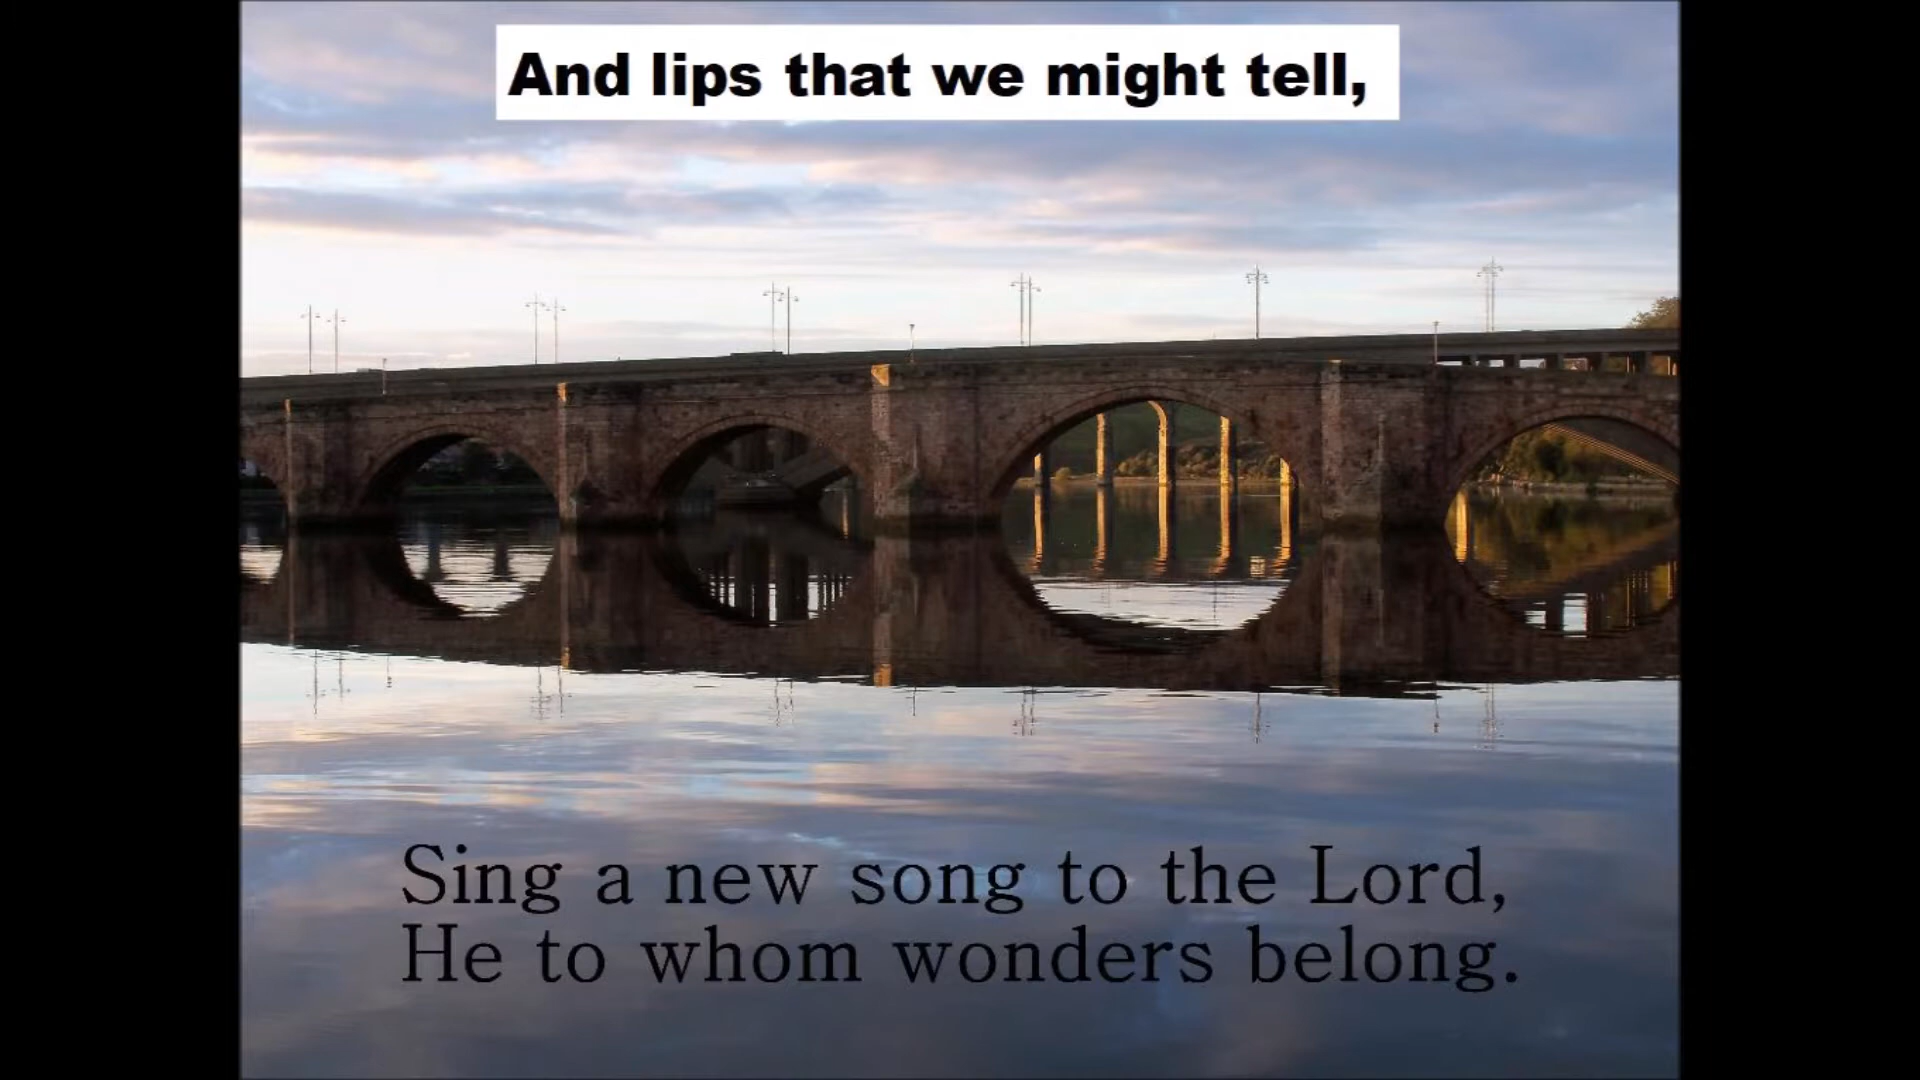 And lips that we might tell,
Sing a new song to the Lord,
He to whom wonders belong.